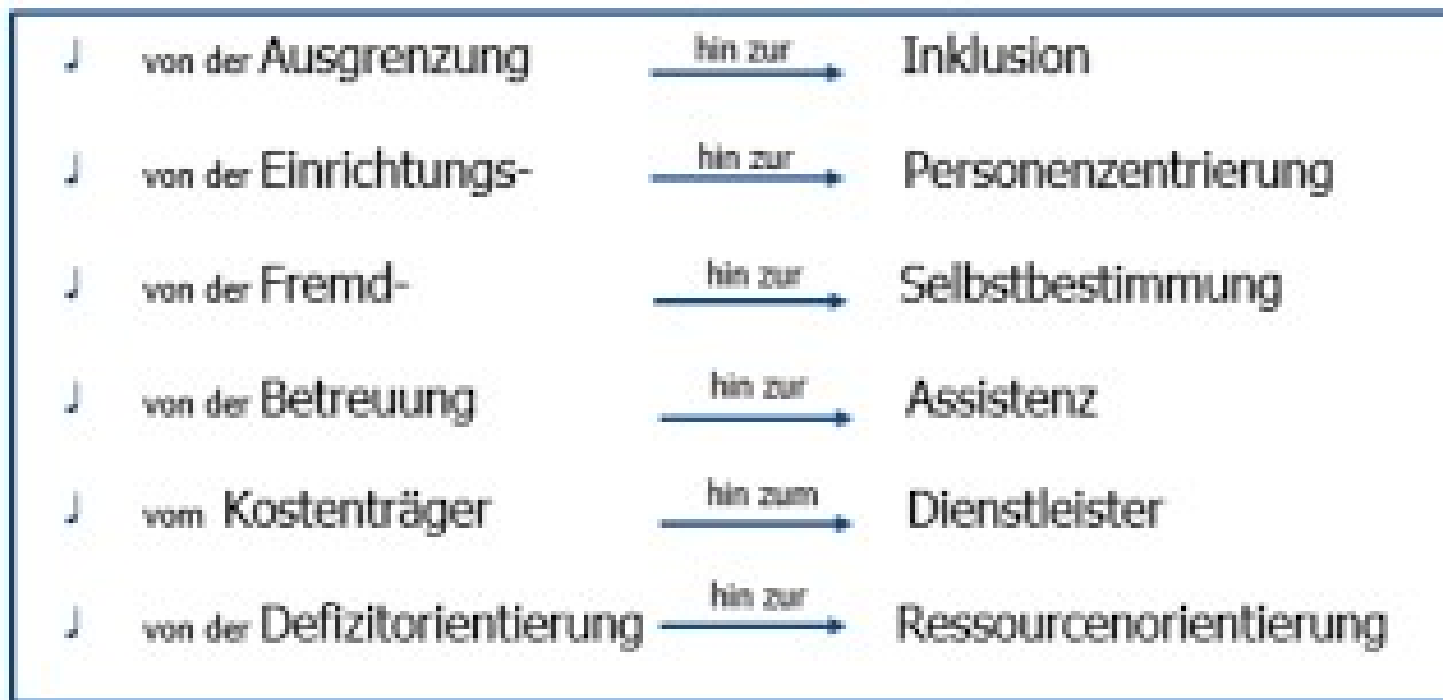 von der Ausgrenzung hin zur Inklusion
von der Einrichtungs- hin zur Personenzentrierung
von der Fremd- hin zur Selbstbestimmung
von der Betreuung hin zur Assistenz
vom Kostenträger hin zum Dienstleister
von der Defizitorientierung hin zur Ressourcenorientierung